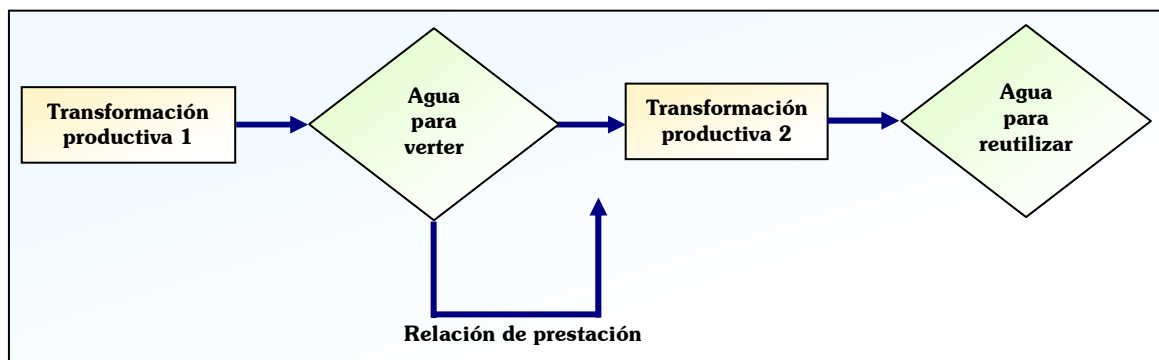 Transformación
productiva 1
Agua
para
verter
Transformación
productiva 2
Agua
para
reutilizar
Relación de prestación